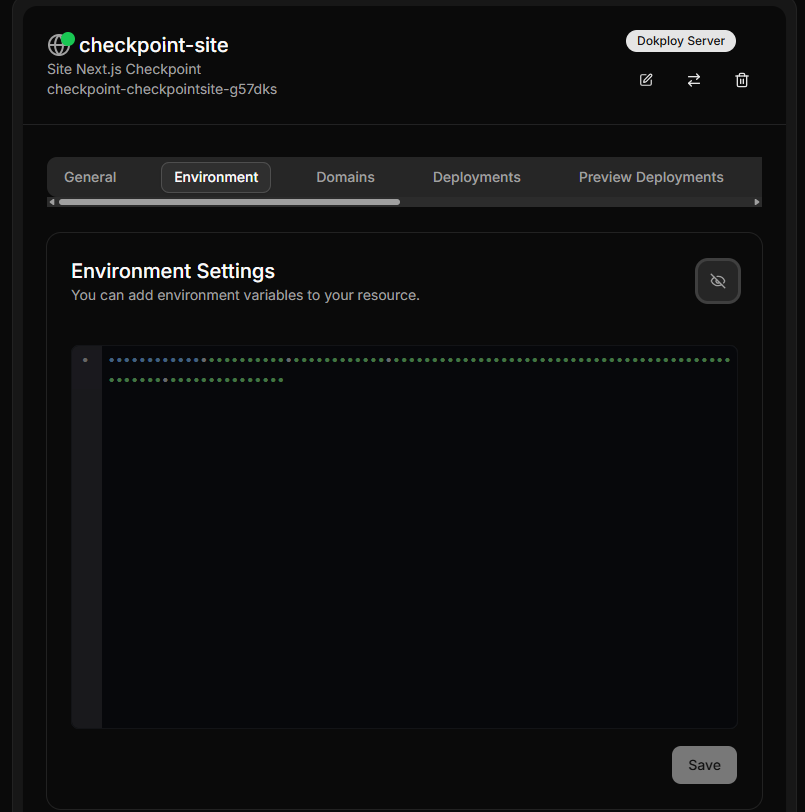 checkpoint-site
Dokploy Server
Site Next.js Checkpoint
checkpoint-checkpointsite-g57dks
General
Environment
Domains
Deployments
Preview Deployments
Environment Settings
You can add environment variables to your resource.
Save